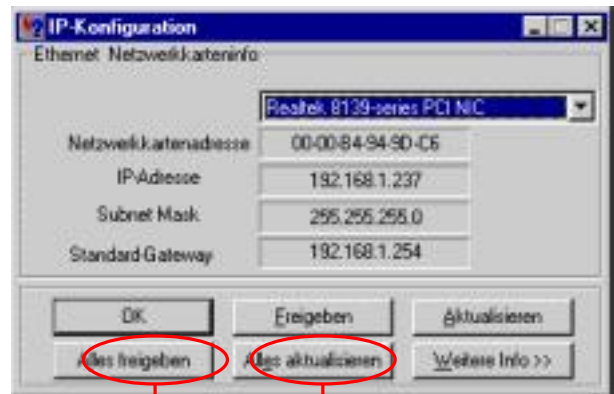 IP-Konfiguration
Ethernet Netzwerkkarteninfo
Realtek 8139-series PCI NIC
Netzwerkkartenadresse 00-00-B4-94-9D-C6
IP-Adresse 192.168.1.237
Subnet Mask 255.255.255.0
Standard-Gateway 192.168.1.254
OK Freigeben Aktualisieren
Alles freigeben Alles aktualisieren Weitere Info >>